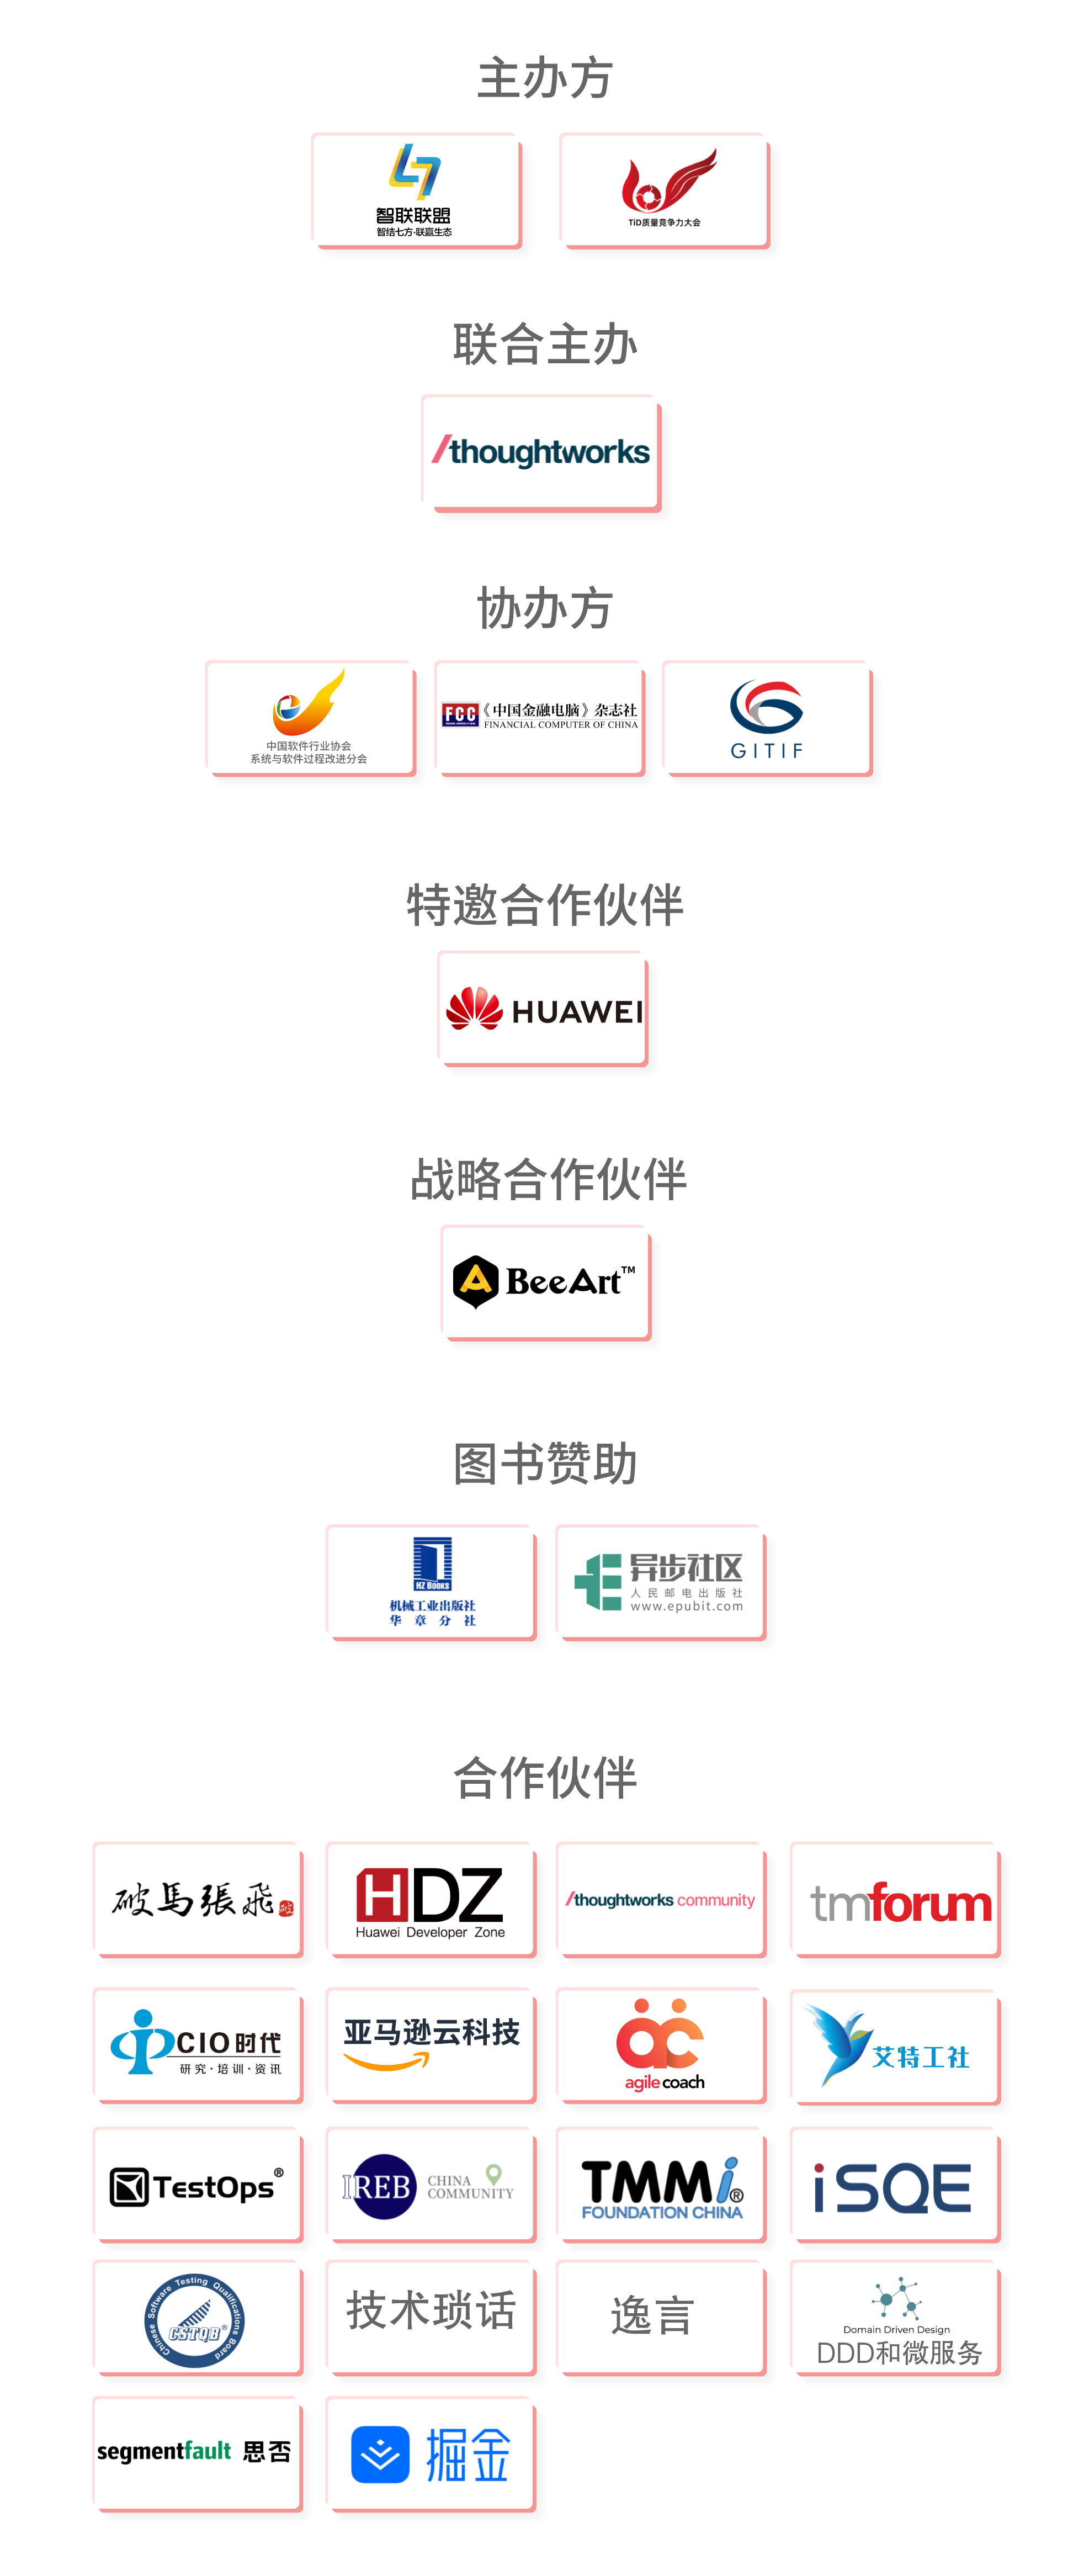 主办方
智联联盟
智结七方·联赢生态
TiD质量竞争力大会
联合主办
/thoughtworks
协办方
中国软件行业协会
系统与软件过程改进分会
FCC《中国金融电脑》杂志社
FINANCIAL COMPUTER OF CHINA
GITIF
特邀合作伙伴
HUAWEI
战略合作伙伴
BeeArt™
图书赞助
HZ BOOKS
机械工业出版社
华章分社
异步社区
人民邮电出版社
www.epubit.com
合作伙伴
破馬張飛
HDZ
Huawei Developer Zone
/thoughtworks community
tmforum
CIO时代
研究·培训·资讯
亚马逊云科技
ac
agile coach
艾特工社
TestOps®
IREB CHINA COMMUNITY
TMMi®
FOUNDATION CHINA
iSQE
Chinese Software Testing Qualifications Board
CSTQB®
技术琐话
逸言
Domain Driven Design
DDD和微服务
segmentfault 思否
掘金